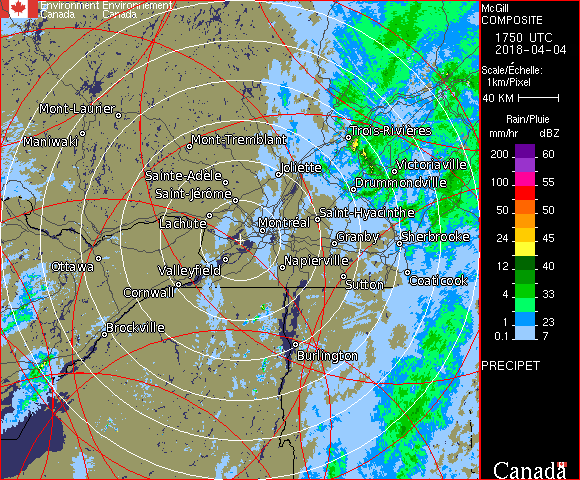 Environment Environnement
Canada Canada
McGill
COMPOSITE
1750 UTC
2018-04-04
Scale/Échelle:
1km/Pixel
40 KM
Rain/Pluie
mm/hr dBZ
200 60
100 55
50 50
24 45
12 40
4 33
1 23
0.1 7
PRECIPET
Canada
Mont-Laurier
Maniwaki
Mont-Tremblant
Trois-Rivières
Joliette
Victoriaville
Sainte-Adèle
Drummondville
Saint-Jérôme
Saint-Hyacinthe
Lachute
Montréal
Granby
Sherbrooke
Ottawa
Valleyfield
Napierville
Coaticook
Sutton
Cornwall
Brockville
Burlington